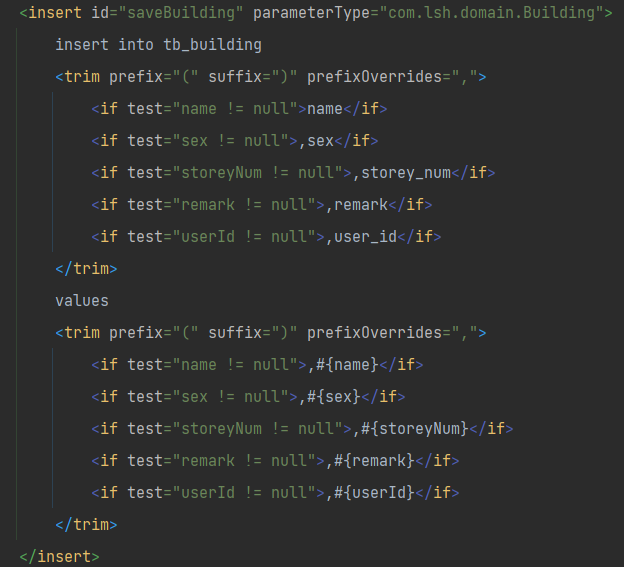 <insert id="saveBuilding" parameterType="com.lsh.domain.Building">
insert into tb_building
<trim prefix="(" suffix=")" prefixOverrides=",">
<if test="name != null">name</if>
<if test="sex != null">,sex</if>
<if test="storeyNum != null">,storey_num</if>
<if test="remark != null">,remark</if>
<if test="userId != null">,user_id</if>
</trim>
values
<trim prefix="(" suffix=")" prefixOverrides=",">
<if test="name != null">,#{name}</if>
<if test="sex != null">,#{sex}</if>
<if test="storeyNum != null">,#{storeyNum}</if>
<if test="remark != null">,#{remark}</if>
<if test="userId != null">,#{userId}</if>
</trim>
</insert>